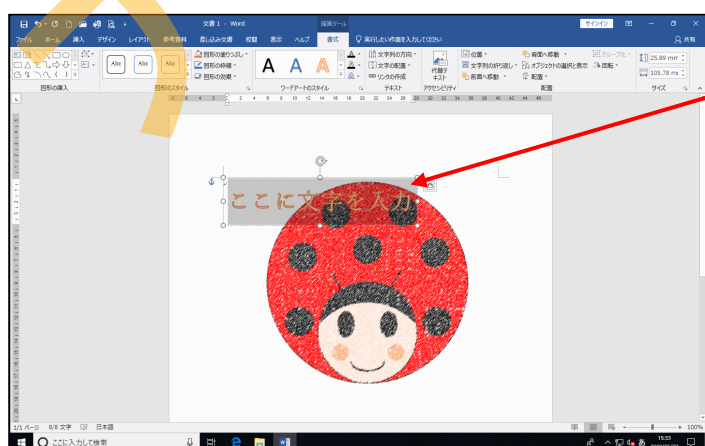 文書 1 - Word
描画ツール
サインイン
ファイル ホーム 挿入 デザイン レイアウト 参考資料 差し込み文書 校閲 表示 ヘルプ 書式 実行したい作業を入力してください 共有
図形の塗りつぶし
図形の枠線
図形の効果
Abc Abc Abc
A A A
文字列の方向
文字の配置
リンクの作成
代替テキスト
位置
文字列の折り返し
前面へ移動
背面へ移動
オブジェクトの選択と表示
配置
グループ化
回転
25.89 mm
105.78 mm
図形の挿入 図形のスタイル ワードアートのスタイル テキスト アクセシビリティ 配置 サイズ
ここに文字を入力
1/1 ページ 8/8 文字 日本語 100%
ここに入力して検索
あ
15:33